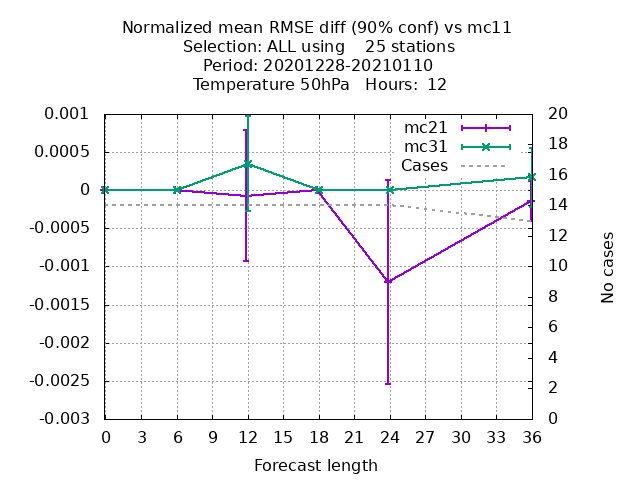 Normalized mean RMSE diff (90% conf) vs mc11
Selection: ALL using    25 stations
Period: 20201228-20210110
Temperature 50hPa   Hours:  12
mc21
mc31
Cases
0.001
0.0005
0
-0.0005
-0.001
-0.0015
-0.002
-0.0025
-0.003
20
18
16
14
12
10
8
6
4
2
0
No cases
0 3 6 9 12 15 18 21 24 27 30 33 36
Forecast length